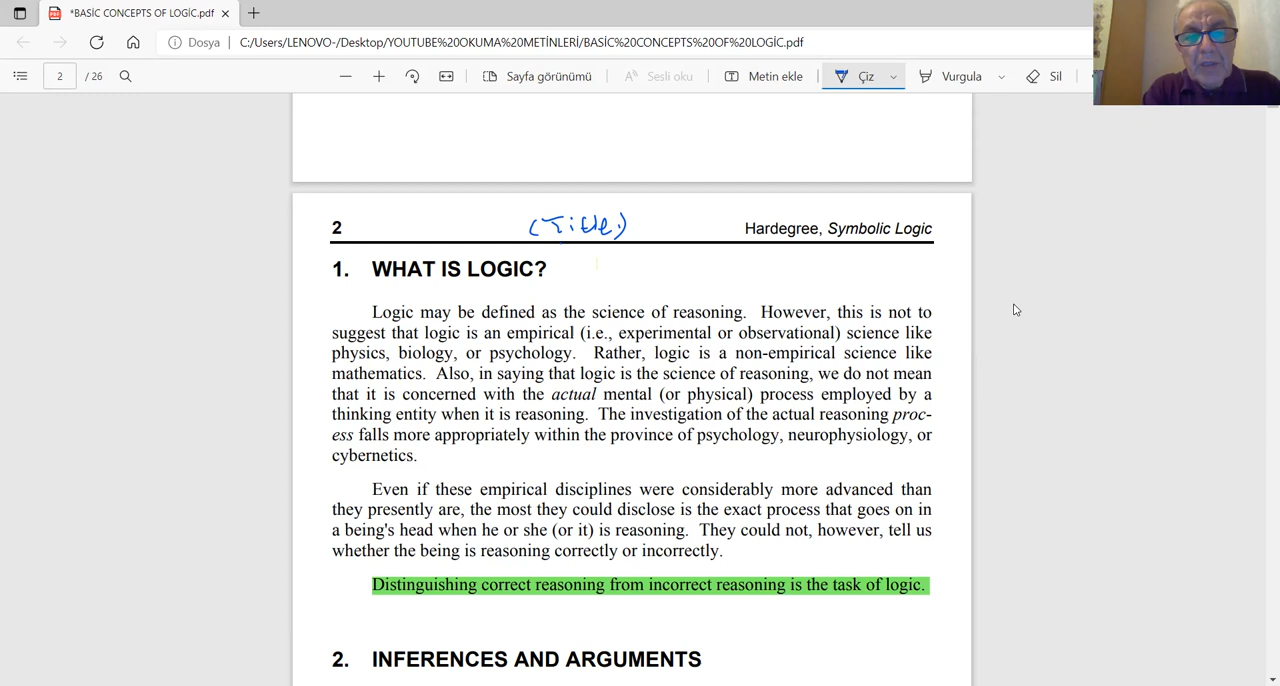 *BASİC CONCEPTS OF LOGİC.pdf
Dosya C:/Users/LENOVO-/Desktop/YOUTUBE%20OKUMA%20METİNLERİ/BASİC%20CONCEPTS%20OF%20LOGİC.pdf
2 / 26 Sayfa görünümü Sesli oku Metin ekle Çiz Vurgula Sil
2 (Title) Hardegree, Symbolic Logic
1. WHAT IS LOGIC?
Logic may be defined as the science of reasoning. However, this is not to
suggest that logic is an empirical (i.e., experimental or observational) science like
physics, biology, or psychology. Rather, logic is a non-empirical science like
mathematics. Also, in saying that logic is the science of reasoning, we do not mean
that it is concerned with the actual mental (or physical) process employed by a
thinking entity when it is reasoning. The investigation of the actual reasoning proc-
ess falls more appropriately within the province of psychology, neurophysiology, or
cybernetics.
Even if these empirical disciplines were considerably more advanced than
they presently are, the most they could disclose is the exact process that goes on in
a being's head when he or she (or it) is reasoning. They could not, however, tell us
whether the being is reasoning correctly or incorrectly.
Distinguishing correct reasoning from incorrect reasoning is the task of logic.
2. INFERENCES AND ARGUMENTS